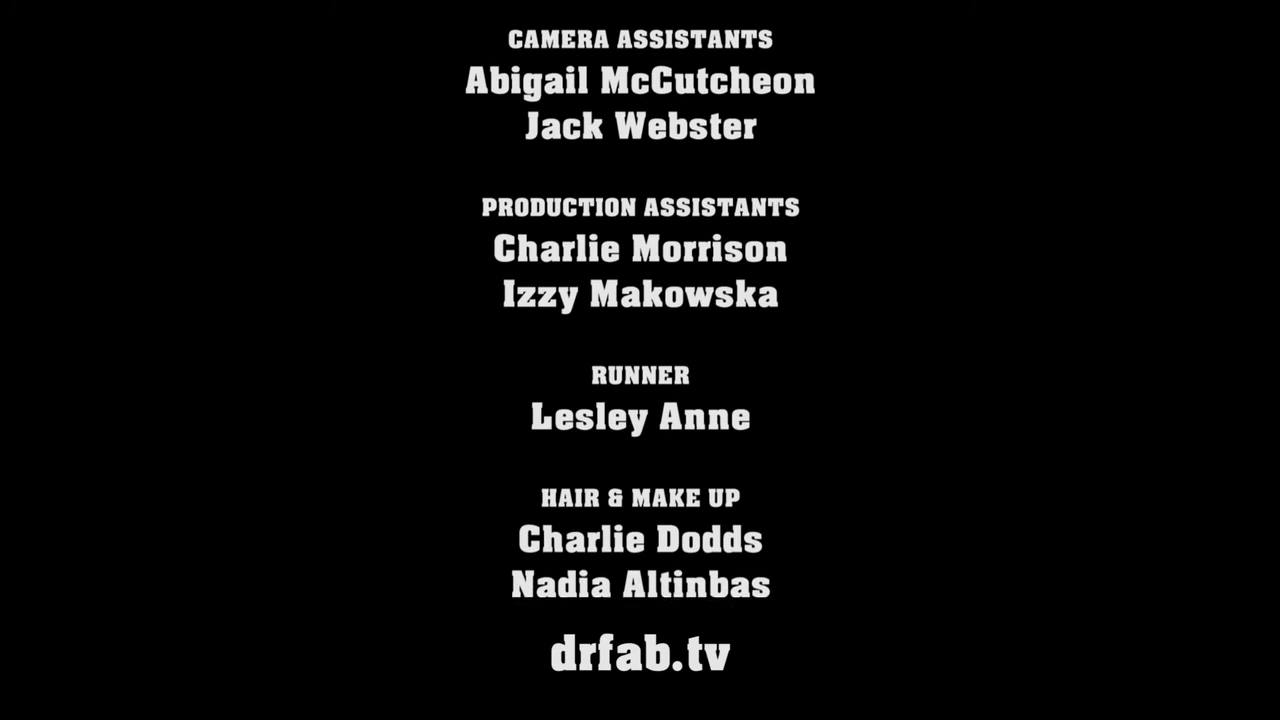 CAMERA ASSISTANTS
Abigail McCutcheon
Jack Webster
PRODUCTION ASSISTANTS
Charlie Morrison
Izzy Makowska
RUNNER
Lesley Anne
HAIR & MAKE UP
Charlie Dodds
Nadia Altinbas
drfab.tv